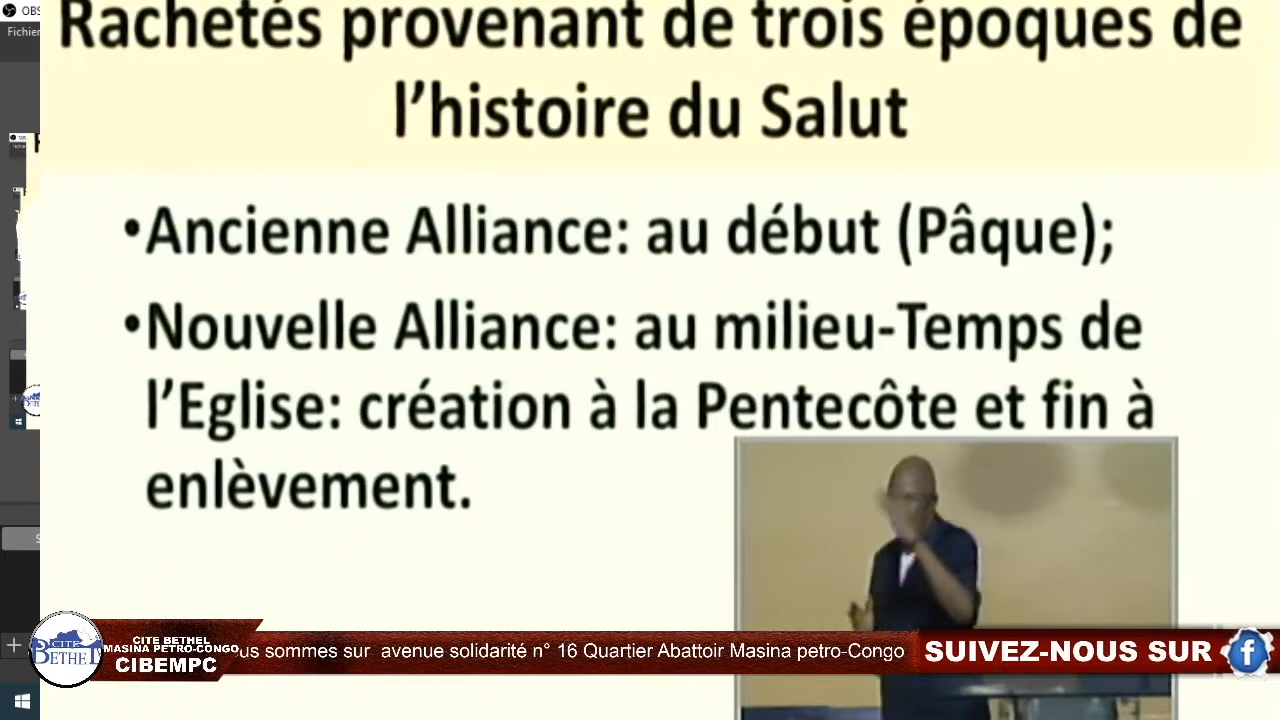 OBS
Fichier
Rachetés provenant de trois époques de
l’histoire du Salut
•Ancienne Alliance: au début (Pâque);
•Nouvelle Alliance: au milieu-Temps de
l’Eglise: création à la Pentecôte et fin à
enlèvement.
CITE
BETHEL
CITE BETHEL
MASINA PETRO-CONGO
CIBEMPC
us sommes sur avenue solidarité n° 16 Quartier Abattoir Masina petro-Congo
SUIVEZ-NOUS SUR f